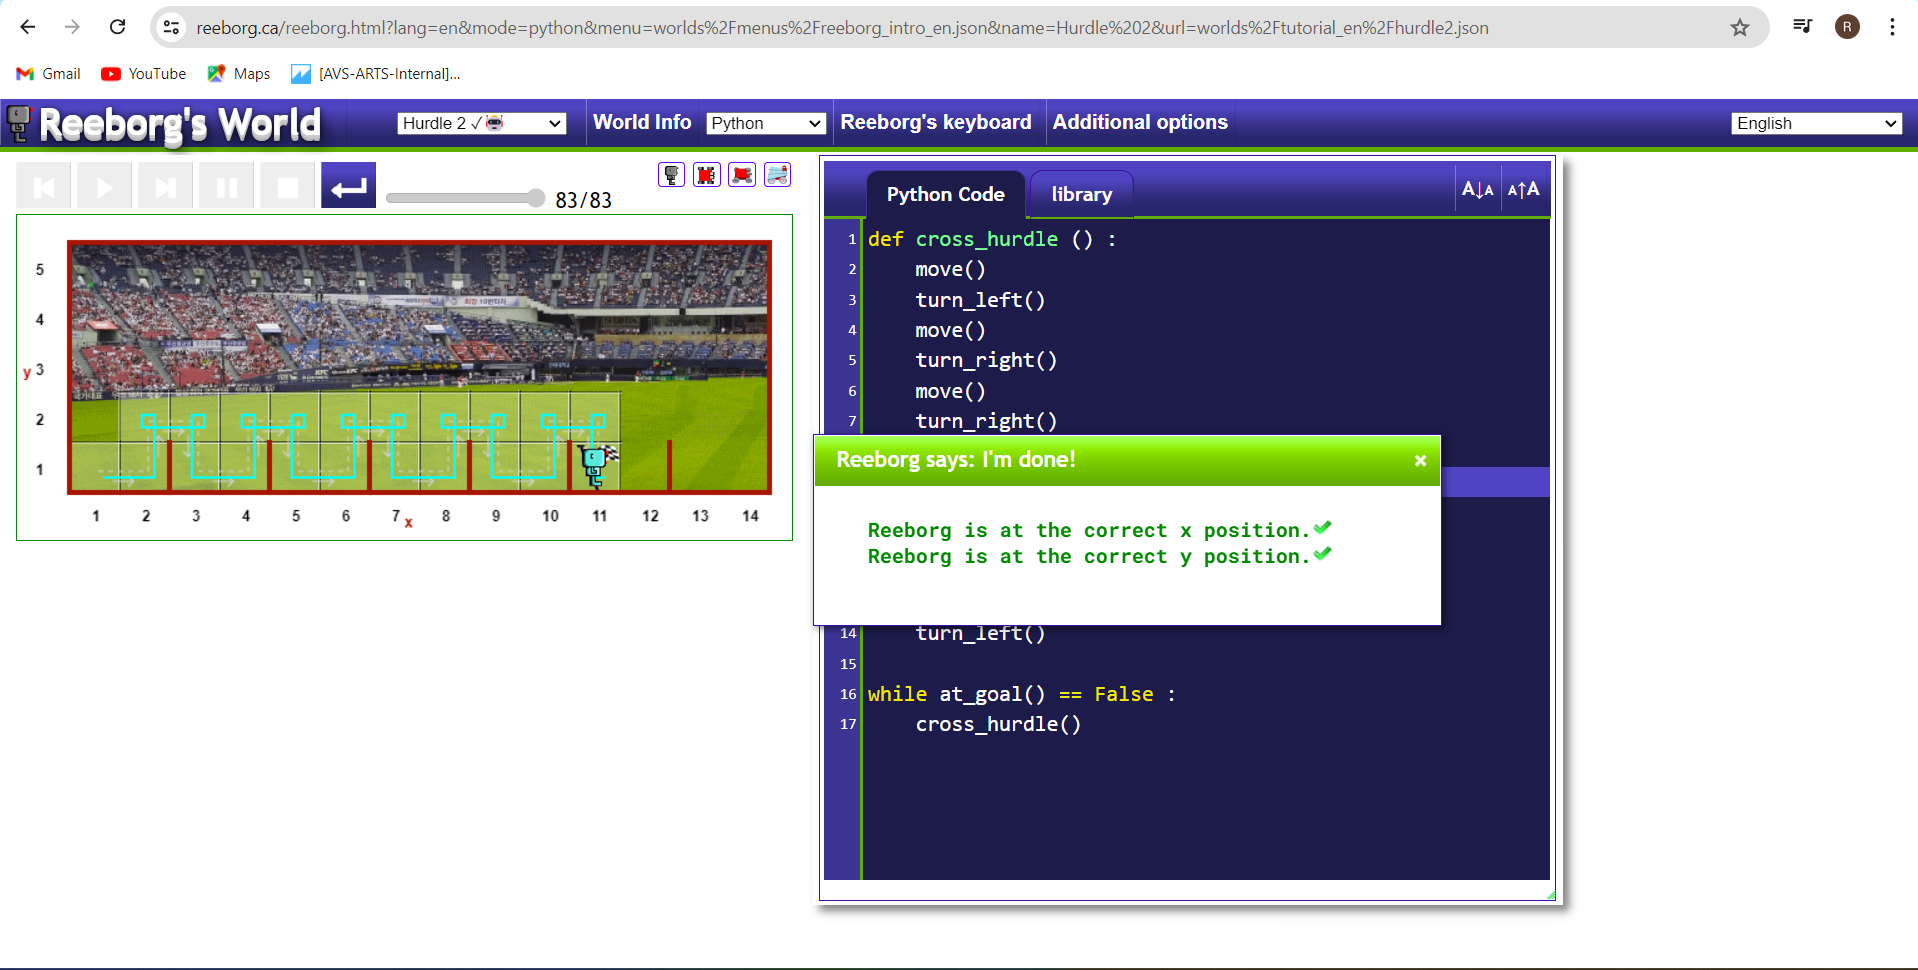 reeborg.ca/reeborg.html?lang=en&mode=python&menu=worlds%2Fmenus%2Freeborg_intro_en.json&name=Hurdle%202&url=worlds%2Ftutorial_en%2Fhurdle2.json
R
Gmail YouTube Maps [AVS-ARTS-Internal]...
Reeborg's World Hurdle 2 ✓ World Info Python Reeborg's keyboard Additional options English
83/83
Python Code library A↓A A↑A
5
4
y 3
2
1
1 2 3 4 5 6 7 x 8 9 10 11 12 13 14
1 def cross_hurdle () :
2 move()
3 turn_left()
4 move()
5 turn_right()
6 move()
7 turn_right()
Reeborg says: I'm done! ×
Reeborg is at the correct x position.✔
Reeborg is at the correct y position.✔
14 turn_left()
15
16 while at_goal() == False :
17 cross_hurdle()